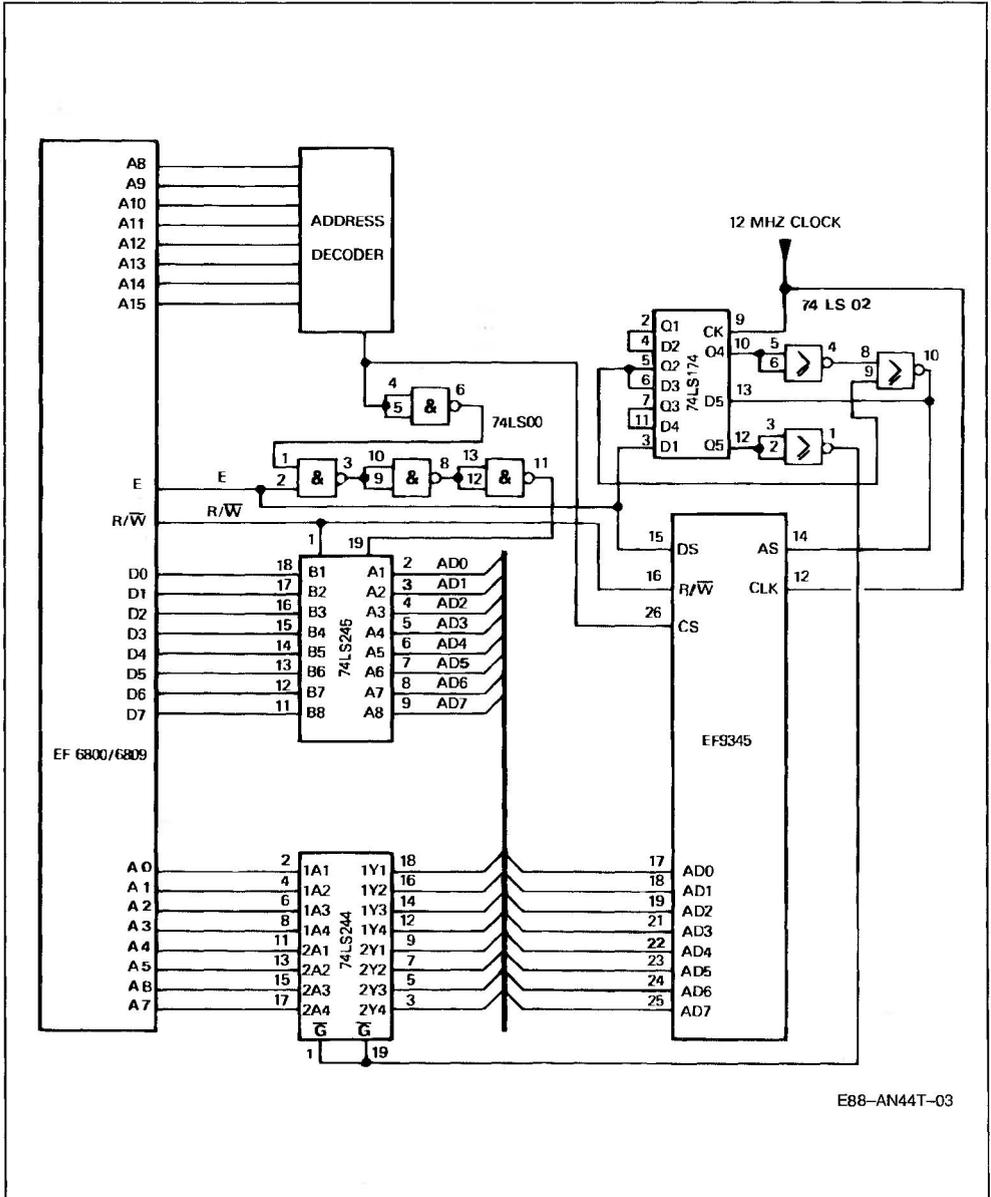 A8
A9
A10
A11
A12
A13
A14
A15
ADDRESS
DECODER
12 MHZ CLOCK
74 LS 02
2 Q1
4 D2
5 Q2
6 D3
7 Q3
11 D4
3 D1
74LS174
CK 9
Q4 10
D5 13
Q5 12
5
6
4
8
9
10
3
2
1
4
5
&
6
74LS00
1
2
&
3
10
9
&
8
13
12
&
11
E
E
R/W
R/W
1
19
D0
D1
D2
D3
D4
D5
D6
D7
18 B1 A1 2 AD0
17 B2 A2 3 AD1
16 B3 A3 4 AD2
15 B4 A4 5 AD3
14 B5 A5 6 AD4
13 B6 A6 7 AD5
12 B7 A7 8 AD6
11 B8 A8 9 AD7
74LS245
15 DS AS 14
16 R/W CLK 12
26 CS
EF9345
EF 6800/6809
A0
A1
A2
A3
A4
A5
A6
A7
2 1A1 1Y1 18
4 1A2 1Y2 16
6 1A3 1Y3 14
8 1A4 1Y4 12
11 2A1 2Y1 9
13 2A2 2Y2 7
15 2A3 2Y3 5
17 2A4 2Y4 3
74LS244
G G
1 19
17 AD0
18 AD1
19 AD2
21 AD3
22 AD4
23 AD5
24 AD6
25 AD7
E88-AN44T-03